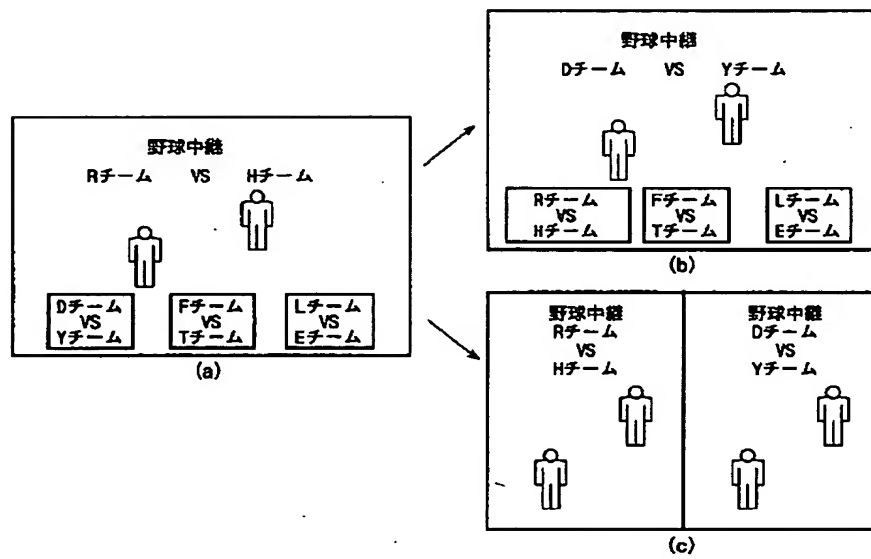 野球中継
Rチーム VS Hチーム
Dチーム
VS
Yチーム
Fチーム
VS
Tチーム
Lチーム
VS
Eチーム
(a)
野球中継
Dチーム VS Yチーム
Rチーム
VS
Hチーム
Fチーム
VS
Tチーム
Lチーム
VS
Eチーム
(b)
野球中継
Rチーム
VS
Hチーム
野球中継
Dチーム
VS
Yチーム
(c)